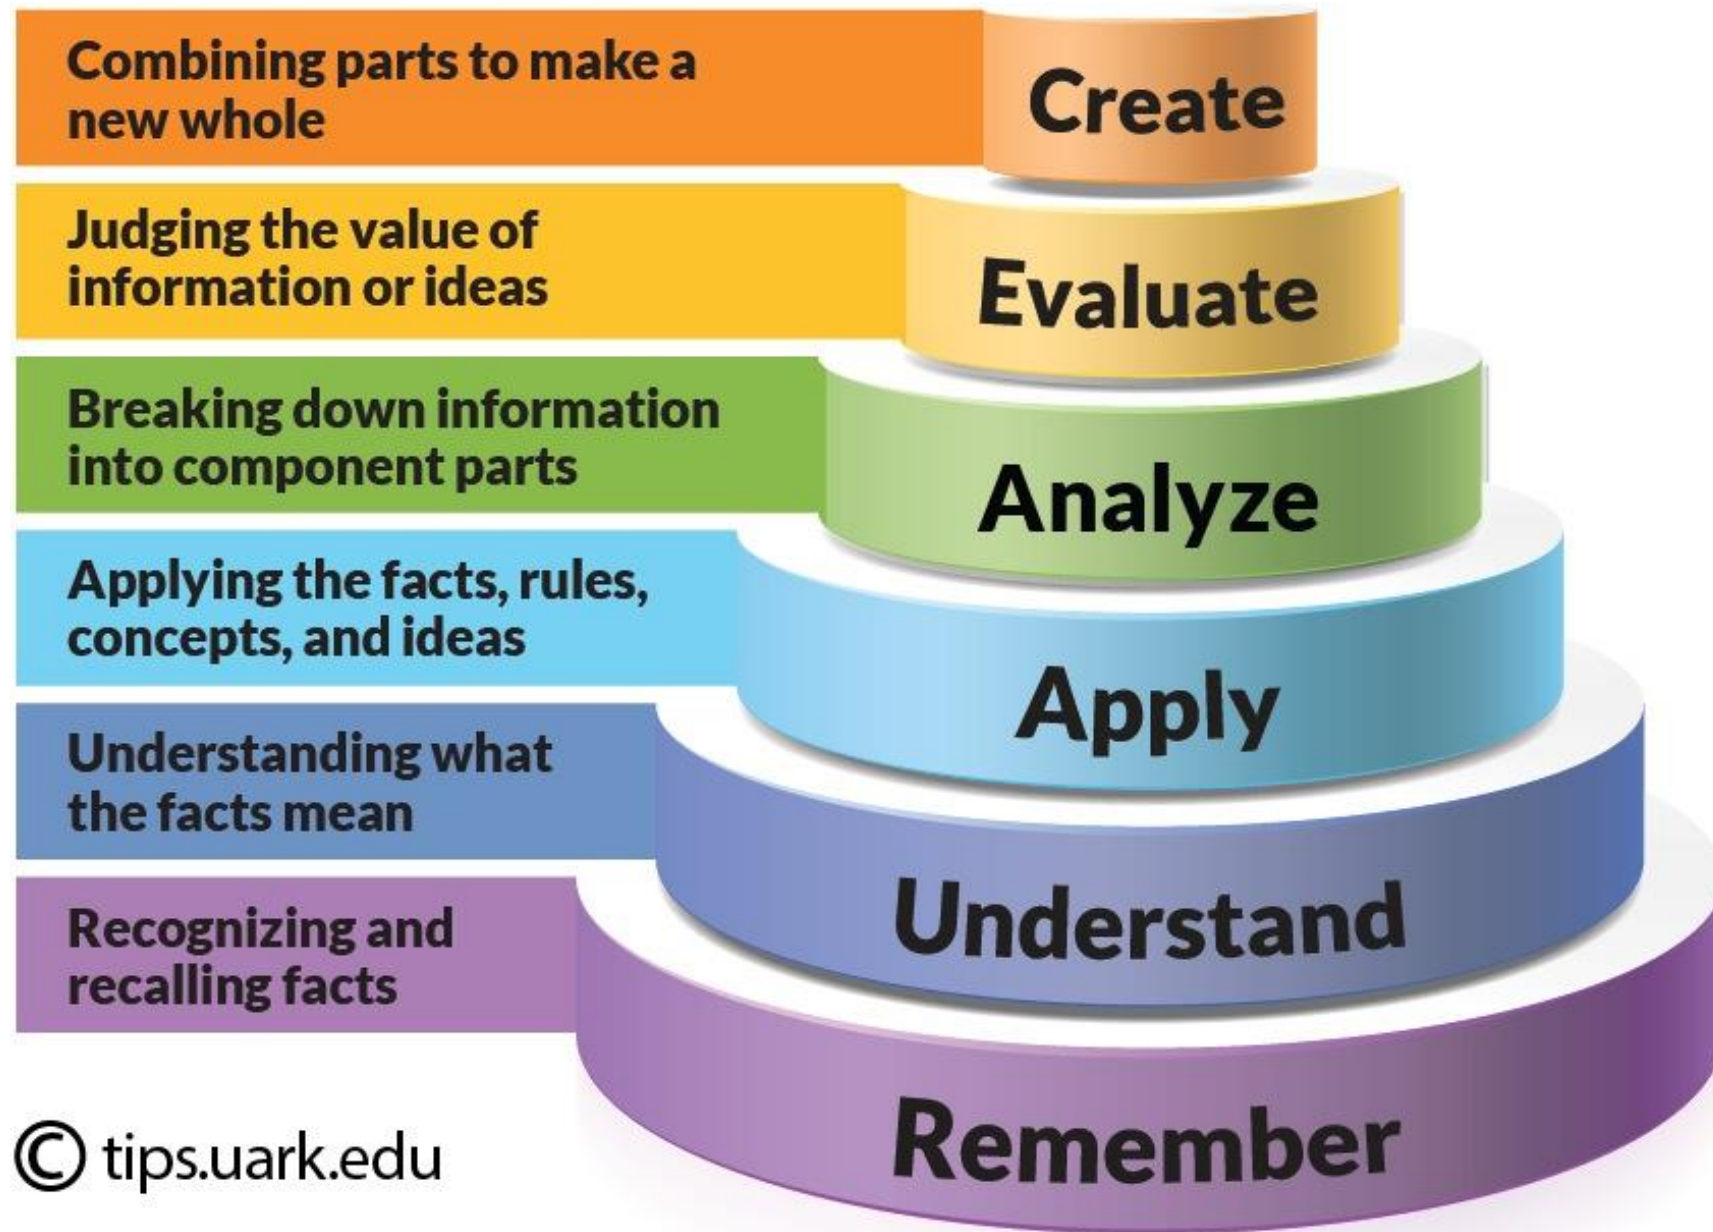 Combining parts to make a
new whole
Create
Judging the value of
information or ideas
Evaluate
Breaking down information
into component parts
Analyze
Applying the facts, rules,
concepts, and ideas
Apply
Understanding what
the facts mean
Understand
Recognizing and
recalling facts
Remember
© tips.uark.edu